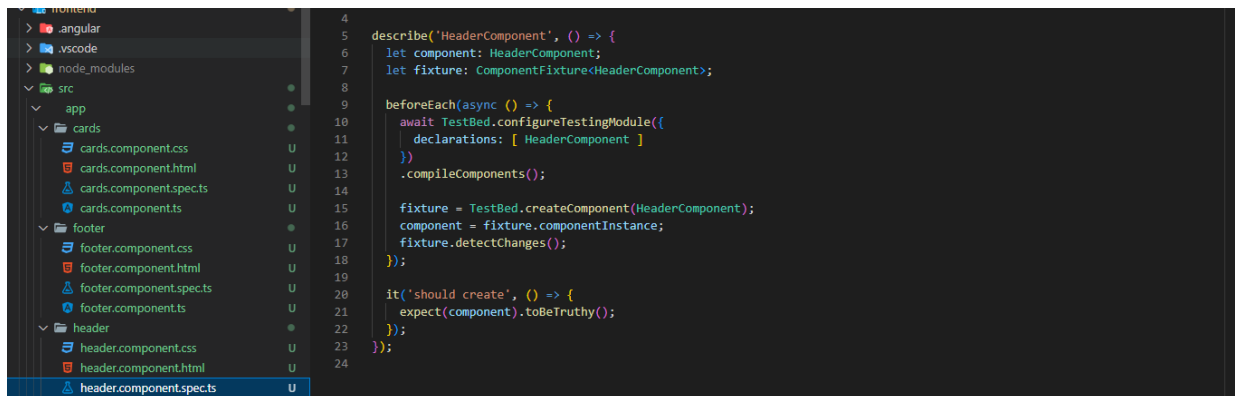 frontend
.angular
.vscode
node_modules
src
app
cards
cards.component.css U
cards.component.html U
cards.component.spec.ts U
cards.component.ts U
footer
footer.component.css U
footer.component.html U
footer.component.spec.ts U
footer.component.ts U
header
header.component.css U
header.component.html U
header.component.spec.ts U
4
5 describe('HeaderComponent', () => {
6 let component: HeaderComponent;
7 let fixture: ComponentFixture<HeaderComponent>;
8
9 beforeEach(async () => {
10 await TestBed.configureTestingModule({
11 declarations: [ HeaderComponent ]
12 })
13 .compileComponents();
14
15 fixture = TestBed.createComponent(HeaderComponent);
16 component = fixture.componentInstance;
17 fixture.detectChanges();
18 });
19
20 it('should create', () => {
21 expect(component).toBeTruthy();
22 });
23 });
24